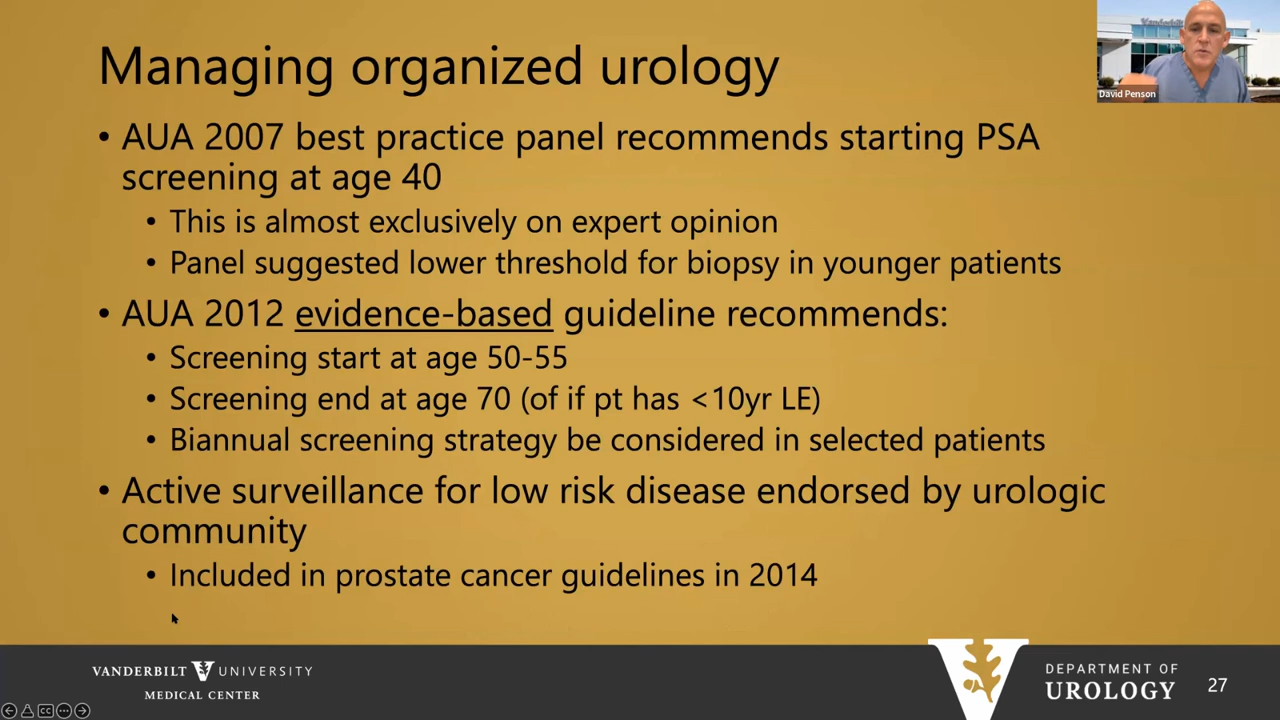 Managing organized urology
David Penson
• AUA 2007 best practice panel recommends starting PSA
screening at age 40
• This is almost exclusively on expert opinion
• Panel suggested lower threshold for biopsy in younger patients
• AUA 2012 evidence-based guideline recommends:
• Screening start at age 50-55
• Screening end at age 70 (of if pt has <10yr LE)
• Biannual screening strategy be considered in selected patients
• Active surveillance for low risk disease endorsed by urologic
community
• Included in prostate cancer guidelines in 2014
VANDERBILT V UNIVERSITY
MEDICAL CENTER
V
DEPARTMENT OF
UROLOGY
27
CC